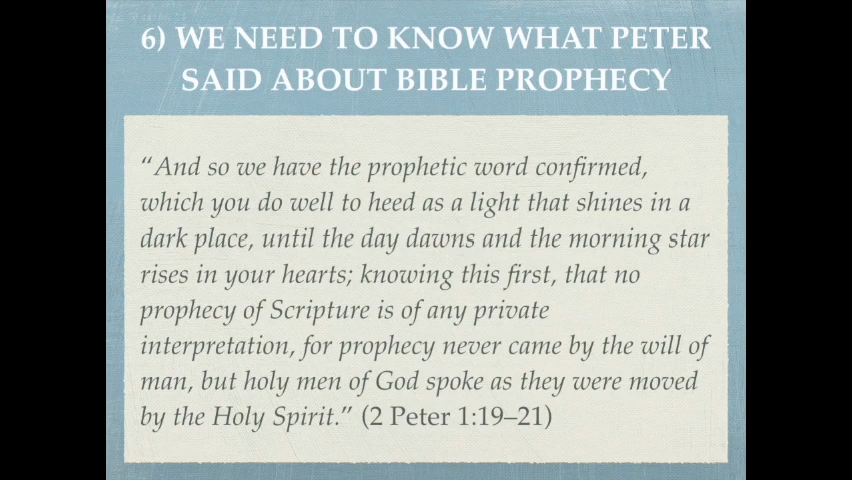 6) WE NEED TO KNOW WHAT PETER
SAID ABOUT BIBLE PROPHECY
“And so we have the prophetic word confirmed,
which you do well to heed as a light that shines in a
dark place, until the day dawns and the morning star
rises in your hearts; knowing this first, that no
prophecy of Scripture is of any private
interpretation, for prophecy never came by the will of
man, but holy men of God spoke as they were moved
by the Holy Spirit.” (2 Peter 1:19–21)